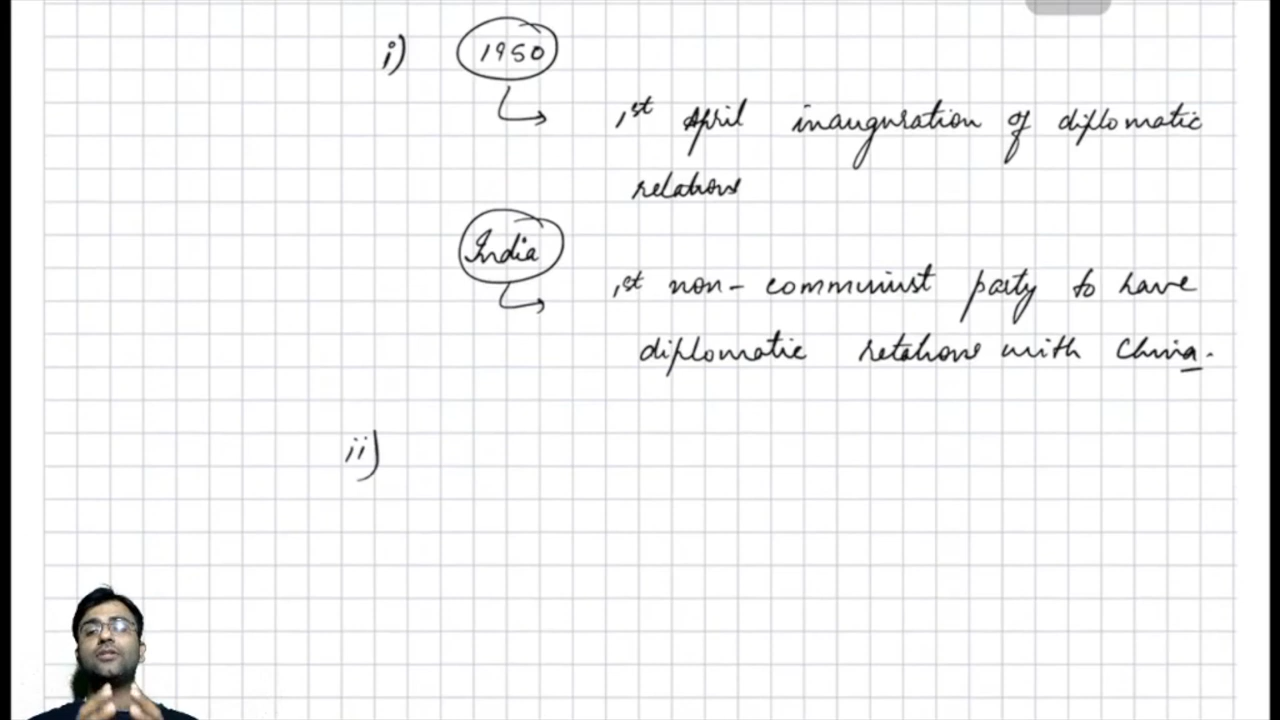 i) 1950
1st April inauguration of diplomatic
relations
India
1st non-communist party to have
diplomatic relations with China.
ii)